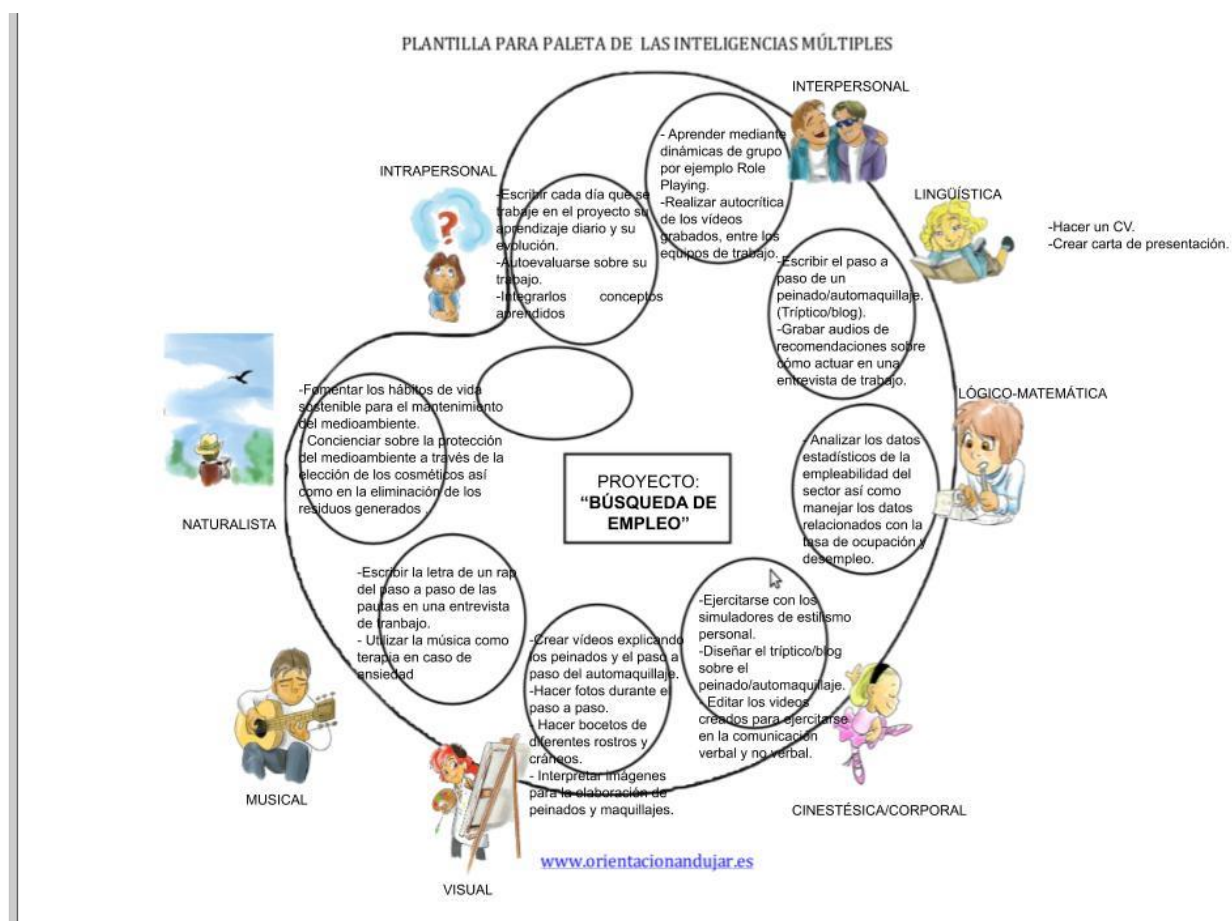 PLANTILLA PARA PALETA DE LAS INTELIGENCIAS MÚLTIPLES
INTERPERSONAL
- Aprender mediante
dinámicas de grupo
por ejemplo Role
Playing.
-Realizar autocrítica
de los vídeos
grabados, entre los
equipos de trabajo.
INTRAPERSONAL
-Escribir cada día que se
trabaje en el proyecto su
aprendizaje diario y su
evolución.
-Autoevaluarse sobre su
trabajo.
-Integrarlos conceptos
aprendidos
LINGÜÍSTICA
-Hacer un CV.
-Crear carta de presentación.
-Escribir el paso a
paso de un
peinado/automaquillaje.
(Tríptico/blog).
-Grabar audios de
recomendaciones sobre
cómo actuar en una
entrevista de trabajo.
LÓGICO-MATEMÁTICA
- Analizar los datos
estadísticos de la
empleabilidad del
sector así como
manejar los datos
relacionados con la
tasa de ocupación y
desempleo.
-Fomentar los hábitos de vida
sostenible para el mantenimiento
del medioambiente.
- Concienciar sobre la protección
del medioambiente a través de la
elección de los cosméticos así
como en la eliminación de los
residuos generados .
NATURALISTA
PROYECTO:
“BÚSQUEDA DE
EMPLEO”
-Escribir la letra de un rap
del paso a paso de las
pautas en una entrevista
de tranbajo.
- Utilizar la música como
terapia en caso de
ansiedad
MUSICAL
-Crear vídeos explicando
los peinados y el paso a
paso del automaquillaje.
-Hacer fotos durante el
paso a paso.
- Hacer bocetos de
diferentes rostros y
cráneos.
- Interpretar imágenes
para la elaboración de
peinados y maquillajes.
VISUAL
-Ejercitarse con los
simuladores de estilismo
personal.
-Diseñar el tríptico/blog
sobre el
peinado/automaquillaje.
- Editar los videos
creados para ejercitarse
en la comunicación
verbal y no verbal.
CINESTÉSICA/CORPORAL
www.orientacionandujar.es